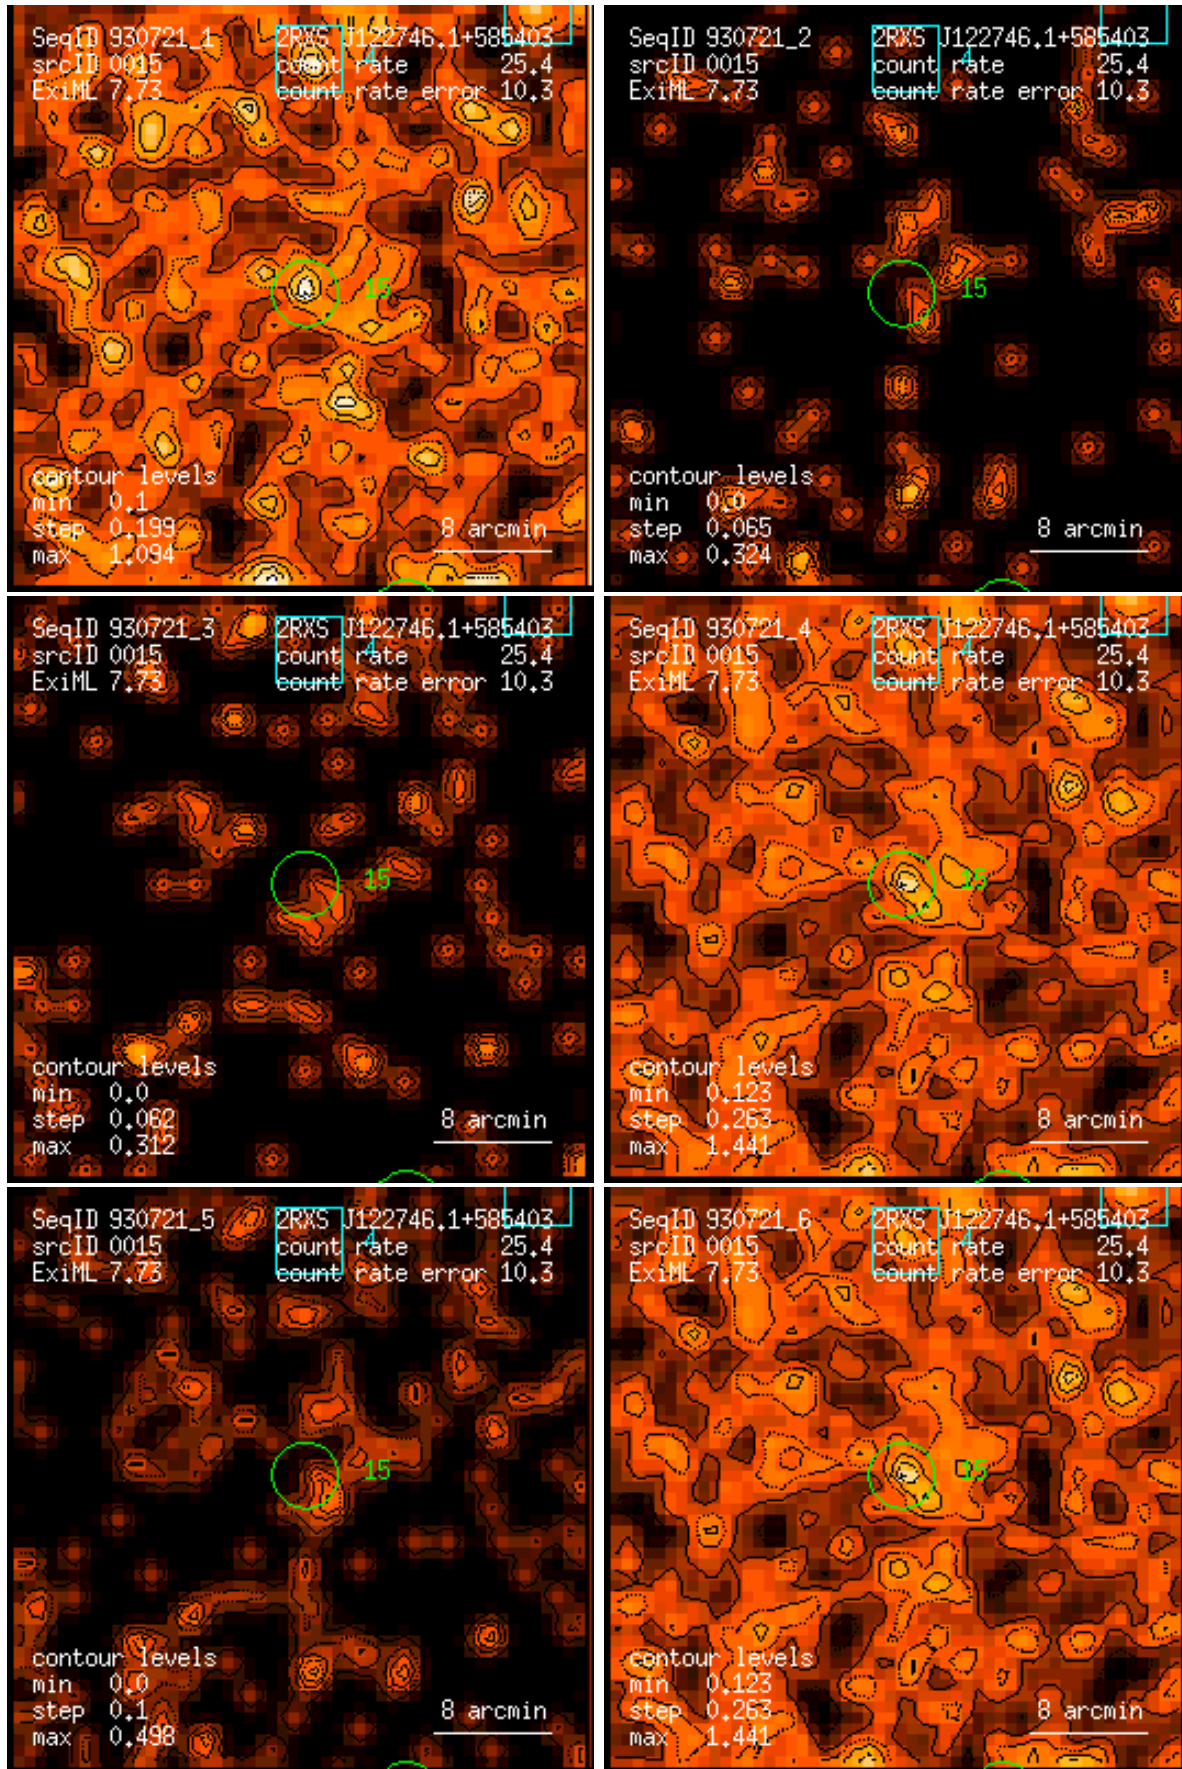 SeqID 930721_1 2RXS J122746.1+585403
srcID 0015 count rate 25.4
ExiML 7.73 count rate error 10.3
4
15
contour levels
min 0.1
step 0.199
max 1.094
8 arcmin
SeqID 930721_2 2RXS J122746.1+585403
srcID 0015 count rate 25.4
ExiML 7.73 count rate error 10.3
4
15
contour levels
min 0.0
step 0.065
max 0.324
8 arcmin
SeqID 930721_3 2RXS J122746.1+585403
srcID 0015 count rate 25.4
ExiML 7.73 count rate error 10.3
4
15
contour levels
min 0.0
step 0.062
max 0.312
8 arcmin
SeqID 930721_4 2RXS J122746.1+585403
srcID 0015 count rate 25.4
ExiML 7.73 count rate error 10.3
4
15
contour levels
min 0.123
step 0.263
max 1.441
8 arcmin
SeqID 930721_5 2RXS J122746.1+585403
srcID 0015 count rate 25.4
ExiML 7.73 count rate error 10.3
4
15
contour levels
min 0.0
step 0.1
max 0.498
8 arcmin
SeqID 930721_6 2RXS J122746.1+585403
srcID 0015 count rate 25.4
ExiML 7.73 count rate error 10.3
4
15
contour levels
min 0.123
step 0.263
max 1.441
8 arcmin